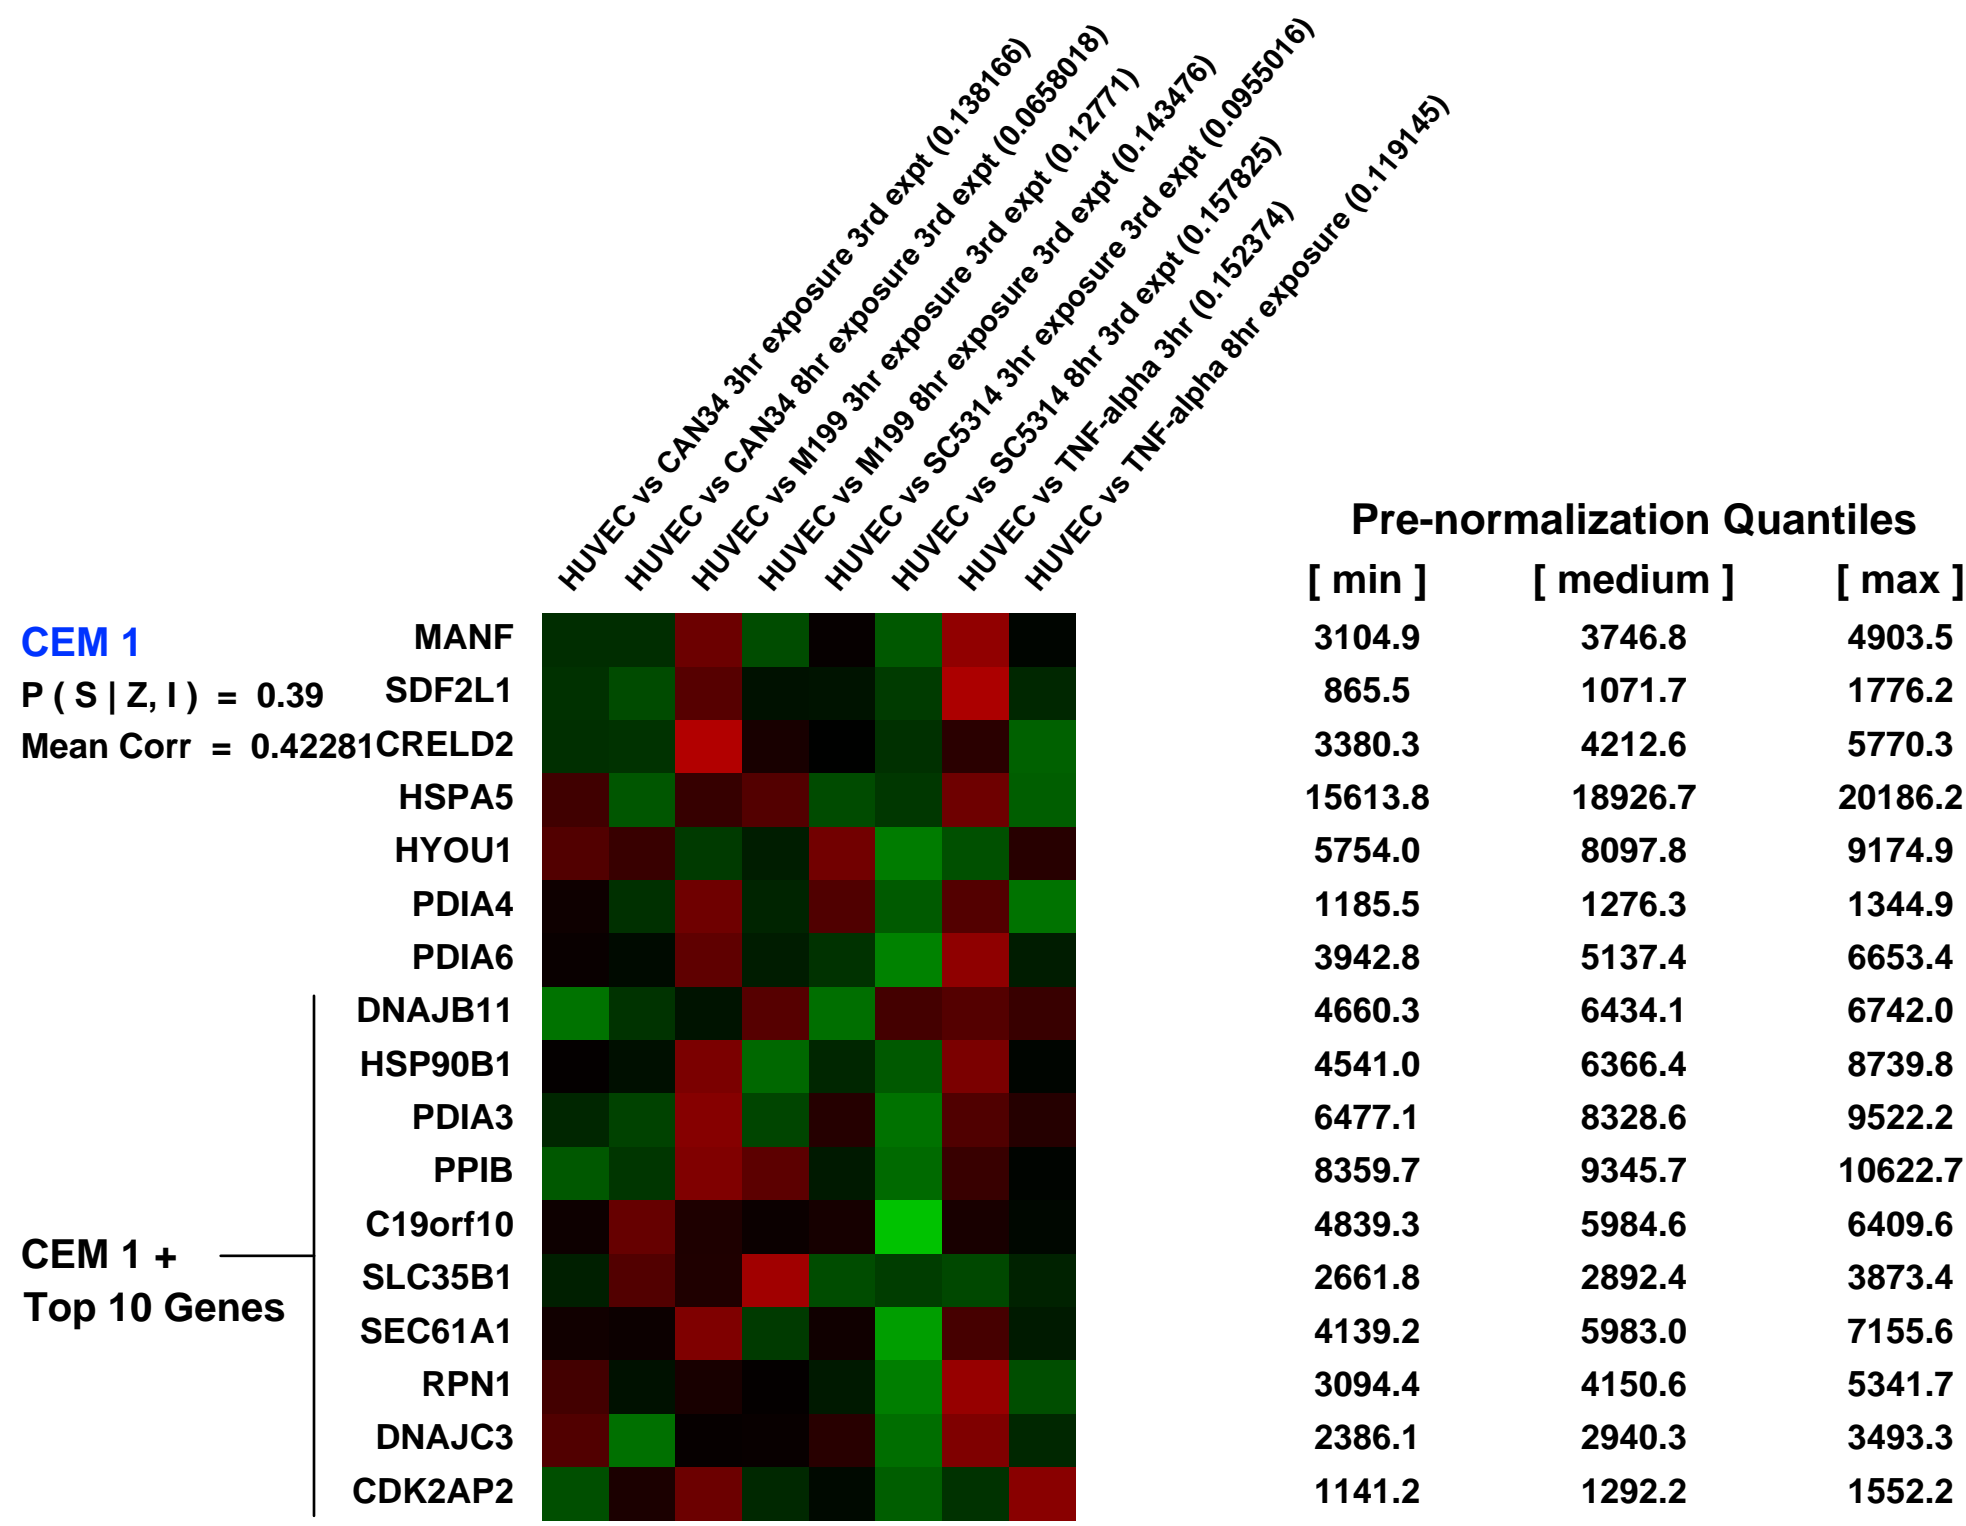 HUVEC vs CAN34 3hr exposure 3rd expt (0.138166)
HUVEC vs CAN34 8hr exposure 3rd expt (0.0658018)
HUVEC vs M199 3hr exposure 3rd expt (0.12771)
HUVEC vs M199 8hr exposure 3rd expt (0.143476)
HUVEC vs SC5314 3hr exposure 3rd expt (0.0955016)
HUVEC vs SC5314 8hr 3rd expt (0.157825)
HUVEC vs TNF-alpha 3hr (0.152374)
HUVEC vs TNF-alpha 8hr exposure (0.119145)
Pre-normalization Quantiles
[ min ] [ medium ] [ max ]
CEM 1 MANF 3104.9 3746.8 4903.5
P ( S | Z, I ) = 0.39 SDF2L1 865.5 1071.7 1776.2
Mean Corr = 0.42281 CRELD2 3380.3 4212.6 5770.3
HSPA5 15613.8 18926.7 20186.2
HYOU1 5754.0 8097.8 9174.9
PDIA4 1185.5 1276.3 1344.9
PDIA6 3942.8 5137.4 6653.4
DNAJB11 4660.3 6434.1 6742.0
HSP90B1 4541.0 6366.4 8739.8
PDIA3 6477.1 8328.6 9522.2
PPIB 8359.7 9345.7 10622.7
C19orf10 4839.3 5984.6 6409.6
CEM 1 +
SLC35B1 2661.8 2892.4 3873.4
Top 10 Genes
SEC61A1 4139.2 5983.0 7155.6
RPN1 3094.4 4150.6 5341.7
DNAJC3 2386.1 2940.3 3493.3
CDK2AP2 1141.2 1292.2 1552.2